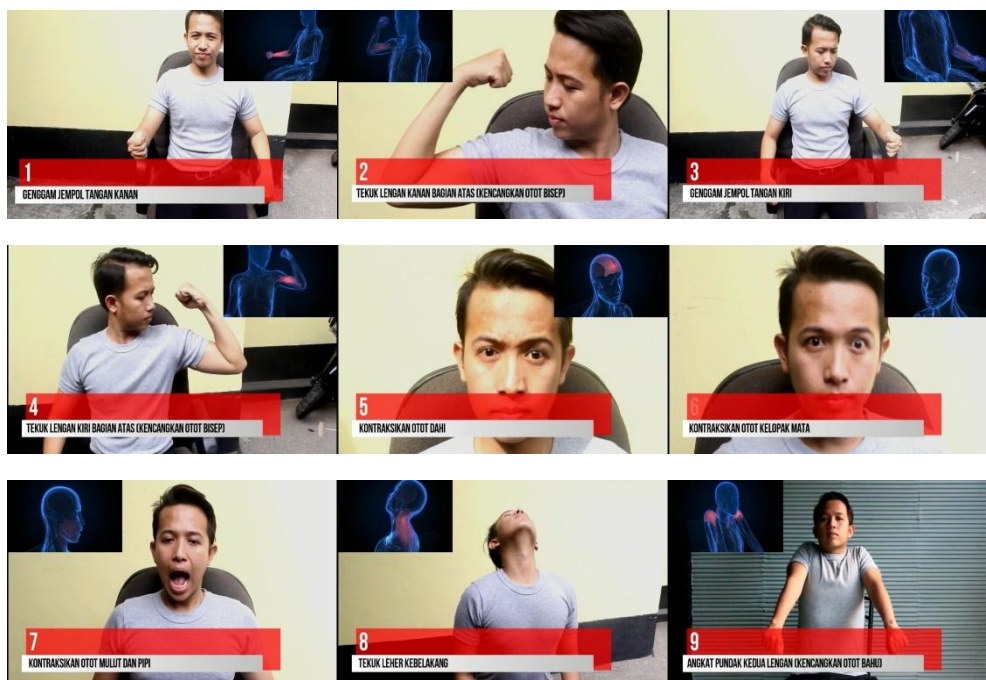 1
GENGGAM JEMPOL TANGAN KANAN
2
TEKUK LENGAN KANAN BAGIAN ATAS (KENCANGKAN OTOT BISEP)
3
GENGGAM JEMPOL TANGAN KIRI
4
TEKUK LENGAN KIRI BAGIAN ATAS (KENCANGKAN OTOT BISEP)
5
KONTRAKSIKAN OTOT DAHI
6
KONTRAKSIKAN OTOT KELOPAK MATA
7
KONTRAKSIKAN OTOT MULUT DAN PIPI
8
TEKUK LEHER KEBELAKANG
9
ANGKAT PUNDAK KEDUA LENGAN (KENCANGKAN OTOT BAHU)